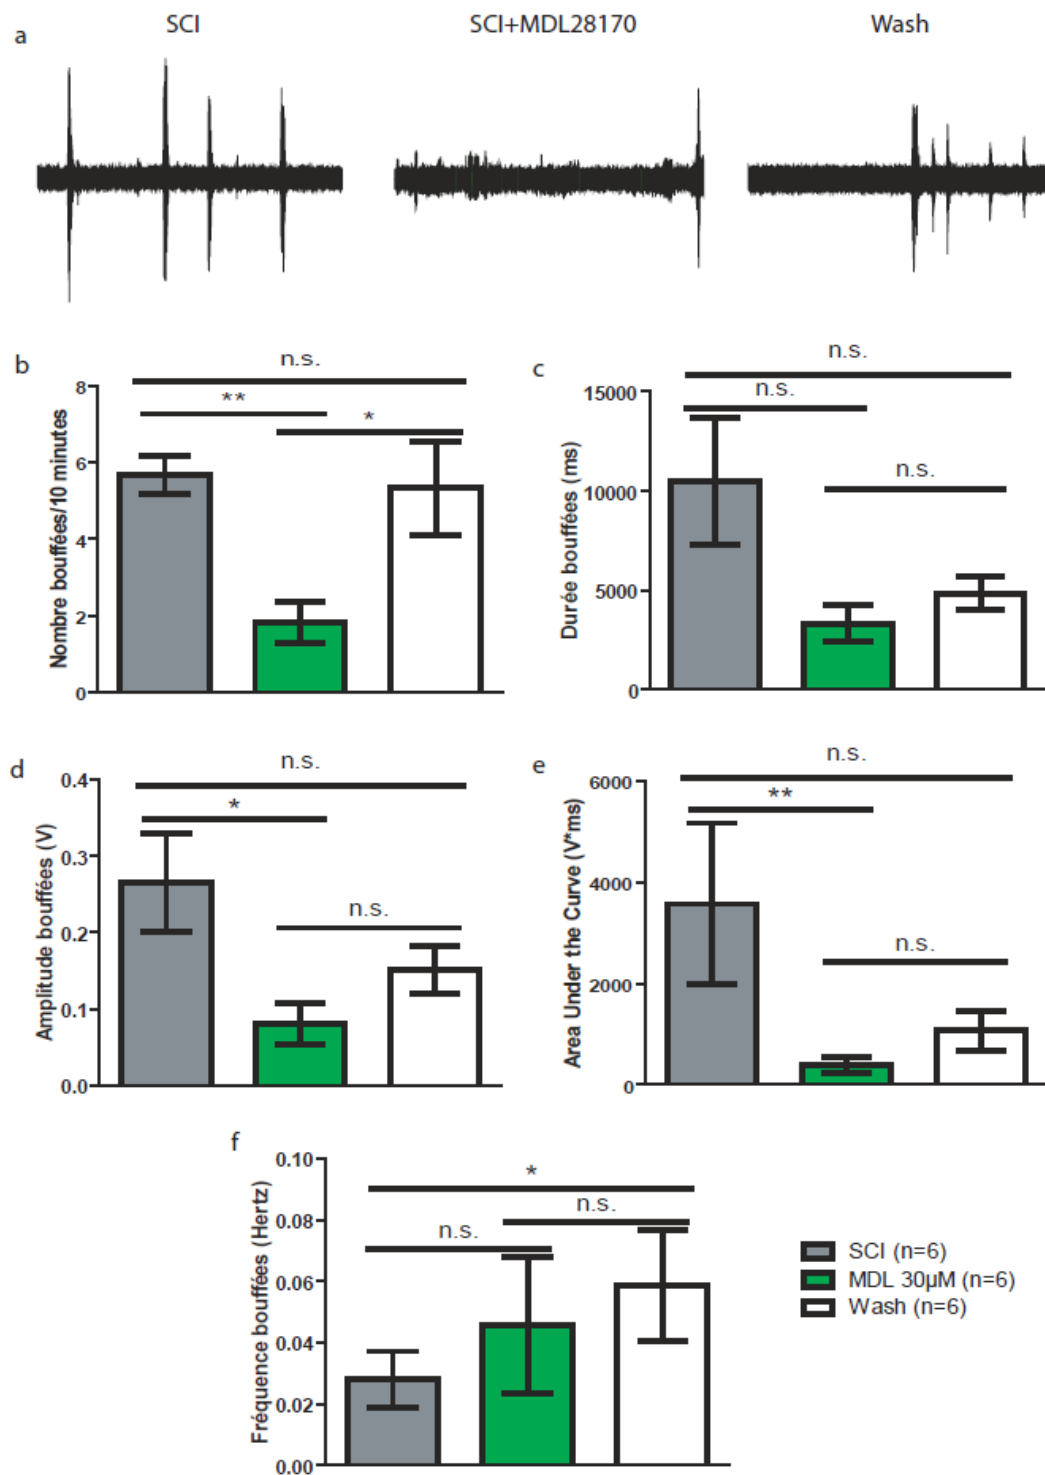 a
SCI
SCI+MDL28170
Wash
b
n.s.
**
*
Nombre bouffées/10 minutes
8
6
4
2
0
c
n.s.
n.s.
n.s.
Durée bouffées (ms)
15000
10000
5000
0
d
n.s.
*
n.s.
Amplitude bouffées (V)
0.4
0.3
0.2
0.1
0.0
e
n.s.
**
n.s.
Area Under the Curve (V*ms)
6000
4000
2000
0
f
*
n.s.
n.s.
Fréquence bouffées (Hertz)
0.10
0.08
0.06
0.04
0.02
0.00
SCI (n=6)
MDL 30µM (n=6)
Wash (n=6)